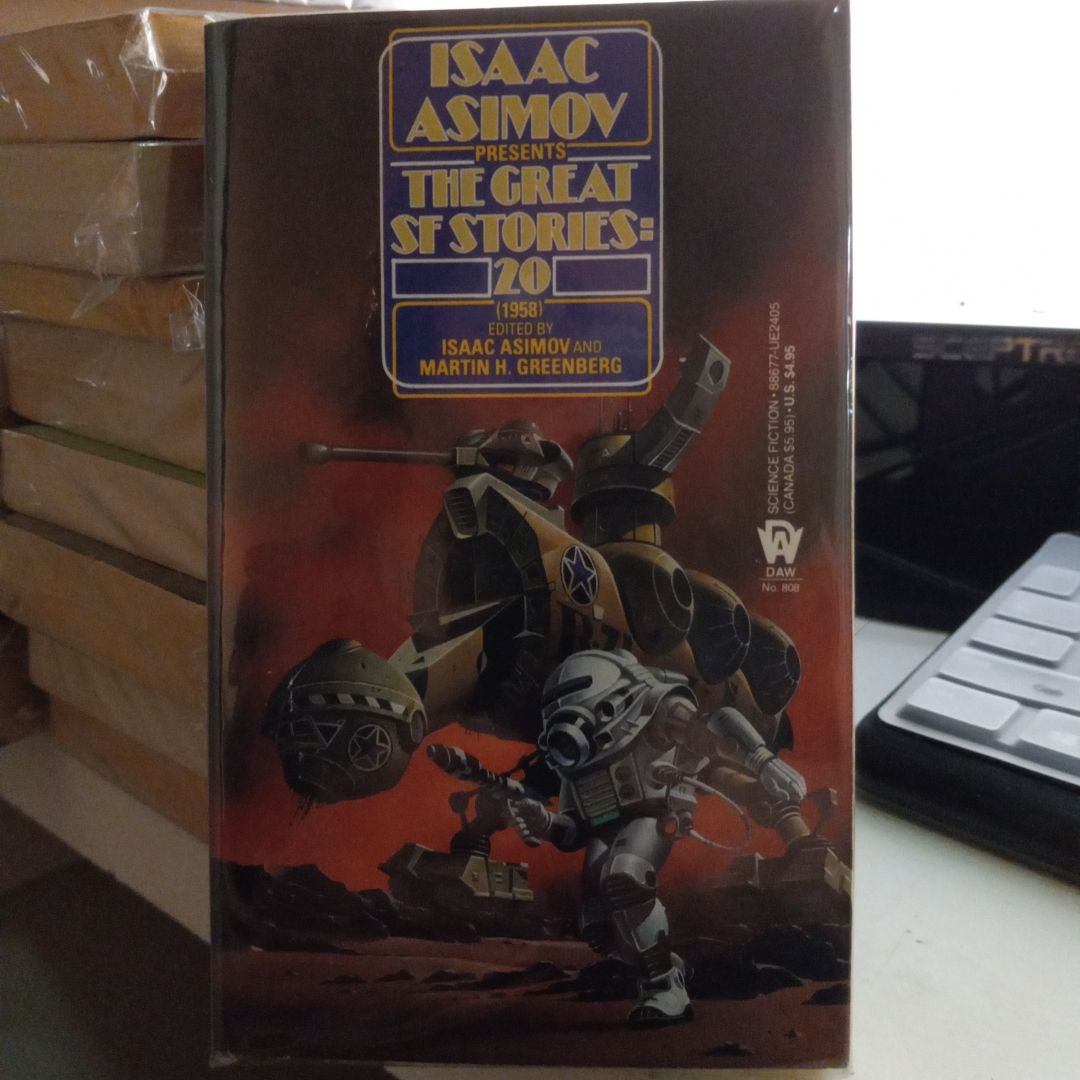 ISAAC
ASIMOV
PRESENTS
THE GREAT
SF STORIES:
20
(1958)
EDITED BY
ISAAC ASIMOV AND
MARTIN H. GREENBERG
SCIENCE FICTION • 88677-UE2405
(CANADA $5.95) • U.S. $4.95
DAW
No. 808
SCEPTR